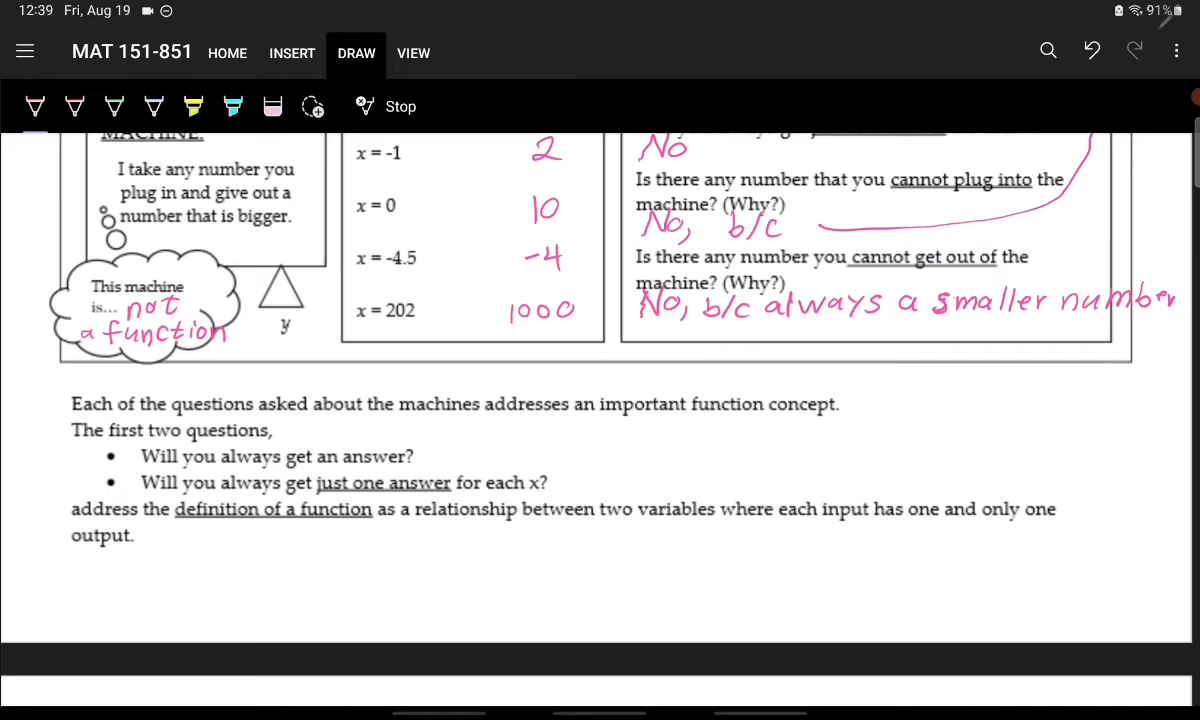 12:39 Fri, Aug 19 91%
MAT 151-851 HOME INSERT DRAW VIEW
Stop
MACHINE.
I take any number you
plug in and give out a
number that is bigger.
This machine
is... not
a function
y
x = -1 2
x = 0 10
x = -4.5 -4
x = 202 1000
No
Is there any number that you cannot plug into the
machine? (Why?)
No, b/c
Is there any number you cannot get out of the
machine? (Why?)
No, b/c always a smaller number
Each of the questions asked about the machines addresses an important function concept.
The first two questions,
• Will you always get an answer?
• Will you always get just one answer for each x?
address the definition of a function as a relationship between two variables where each input has one and only one
output.